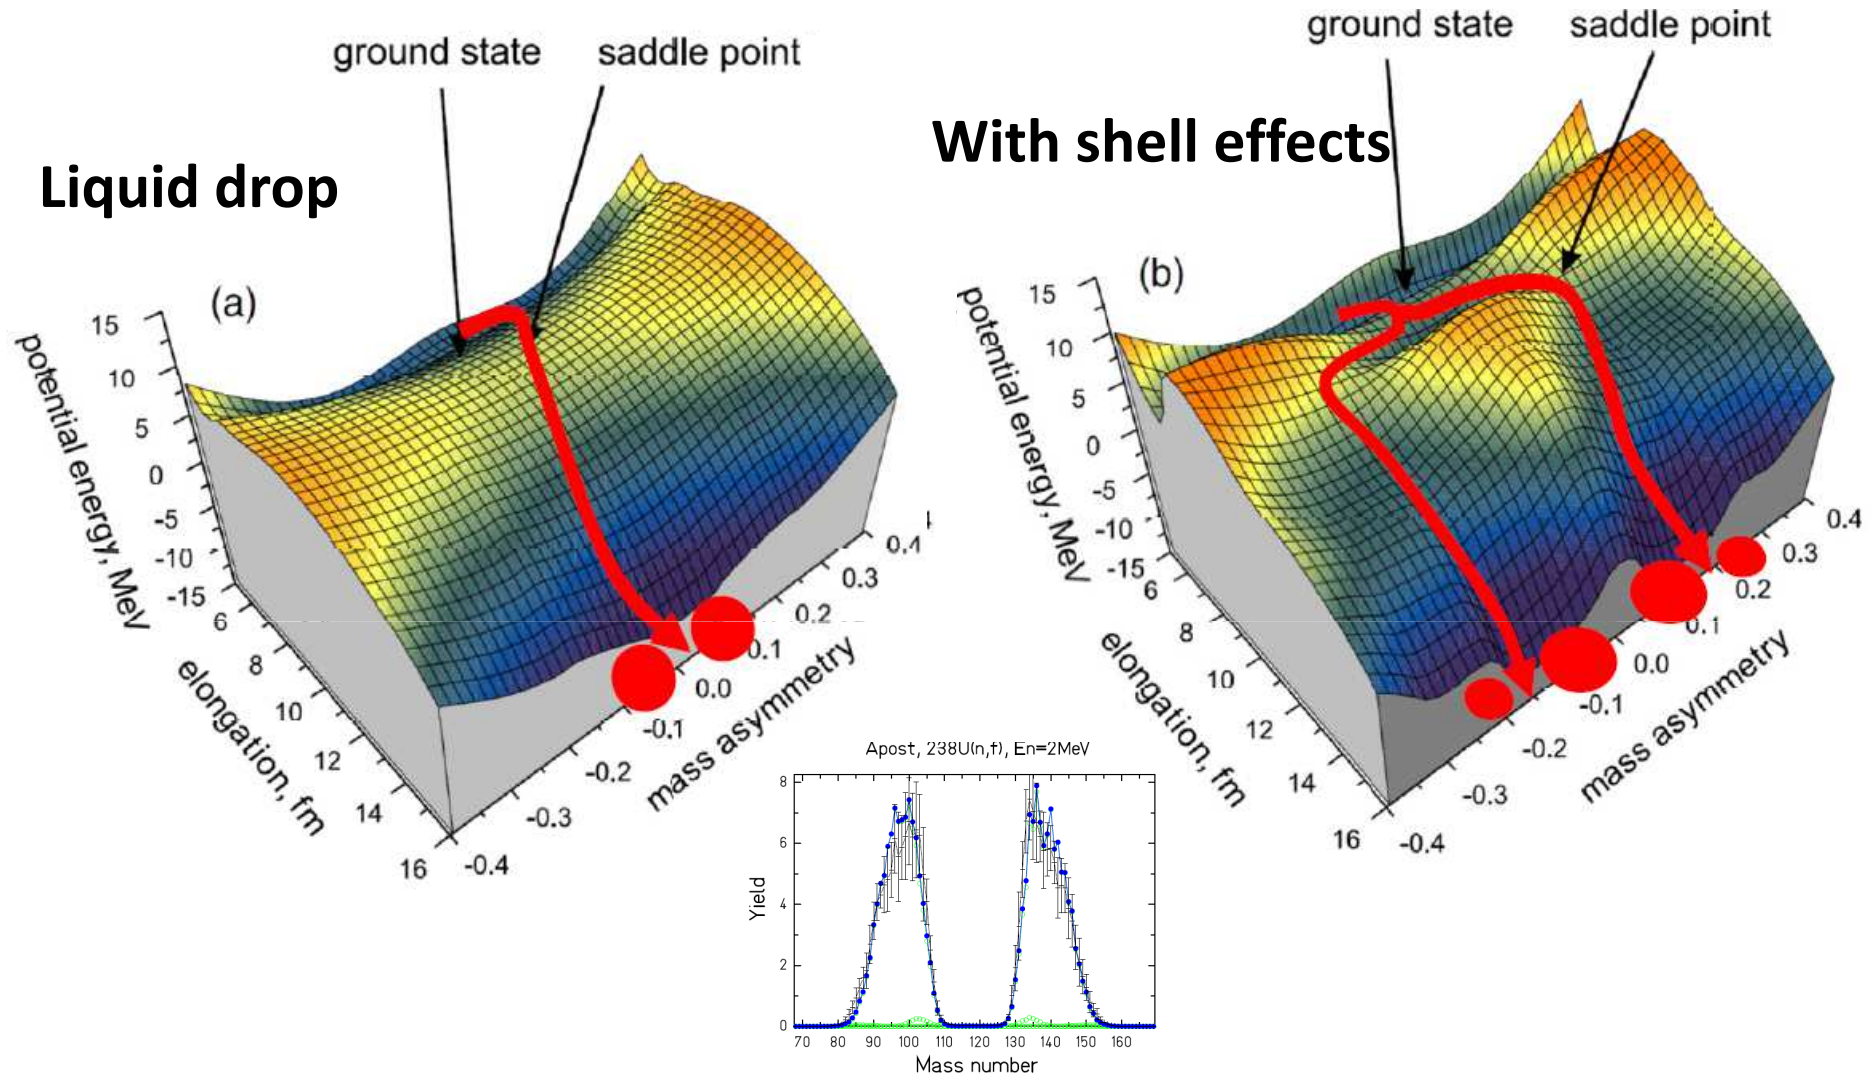 ground state
saddle point
Liquid drop
(a)
potential energy, MeV
15
10
5
0
-5
-10
-15
6
8
10
12
14
16
elongation, fm
-0.4
-0.3
-0.2
-0.1
0.0
0.1
0.2
0.3
0.4
mass asymmetry
ground state
saddle point
With shell effects
(b)
potential energy, MeV
15
10
5
0
-5
-10
-15
6
8
10
12
14
16
elongation, fm
-0.4
-0.3
-0.2
-0.1
0.0
0.1
0.2
0.3
0.4
mass asymmetry
Apost, 238U(n,f), En=2MeV
Yield
8
6
4
2
0
70 80 90 100 110 120 130 140 150 160
Mass number